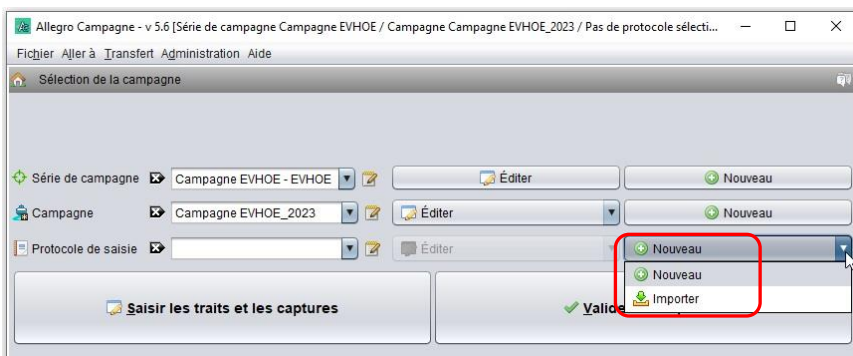 Allegro Campagne - v 5.6 [Série de campagne Campagne EVHOE / Campagne Campagne EVHOE_2023 / Pas de protocole sélecti...
Fichier Aller à Transfert Administration Aide
Sélection de la campagne
Série de campagne Campagne EVHOE - EVHOE Éditer Nouveau
Campagne Campagne EVHOE_2023 Éditer Nouveau
Protocole de saisie Éditer Nouveau
Nouveau
Importer
Saisir les traits et les captures